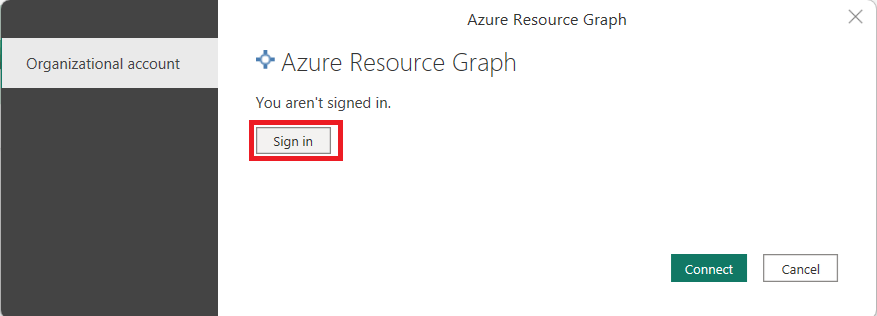 Azure Resource Graph
Organizational account
Azure Resource Graph
You aren't signed in.
Sign in
Connect
Cancel